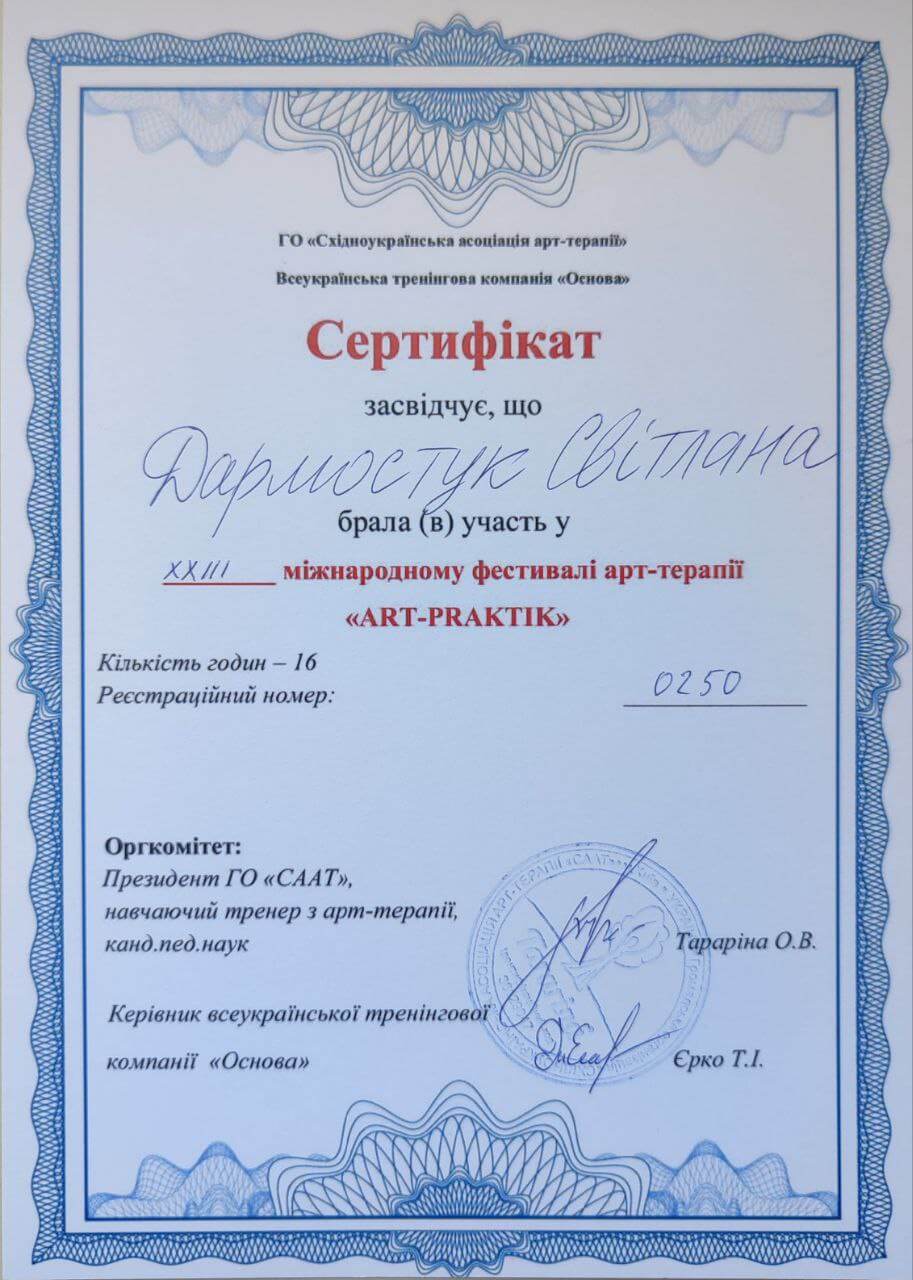 ГО «Східноукраїнська асоціація арт-терапії»
Всеукраїнська тренінгова компанія «Основа»
Сертифікат
засвідчує, що
Дармостук Світлана
брала (в) участь у
XXIII міжнародному фестивалі арт-терапії
«ART-PRAKTIK»
Кількість годин – 16
Реєстраційний номер: 0250
Оргкомітет:
Президент ГО «СААТ»,
навчаючий тренер з арт-терапії,
канд.пед.наук Тараріна О.В.
Керівник всеукраїнської тренінгової
компанії «Основа» Єрко Т.І.